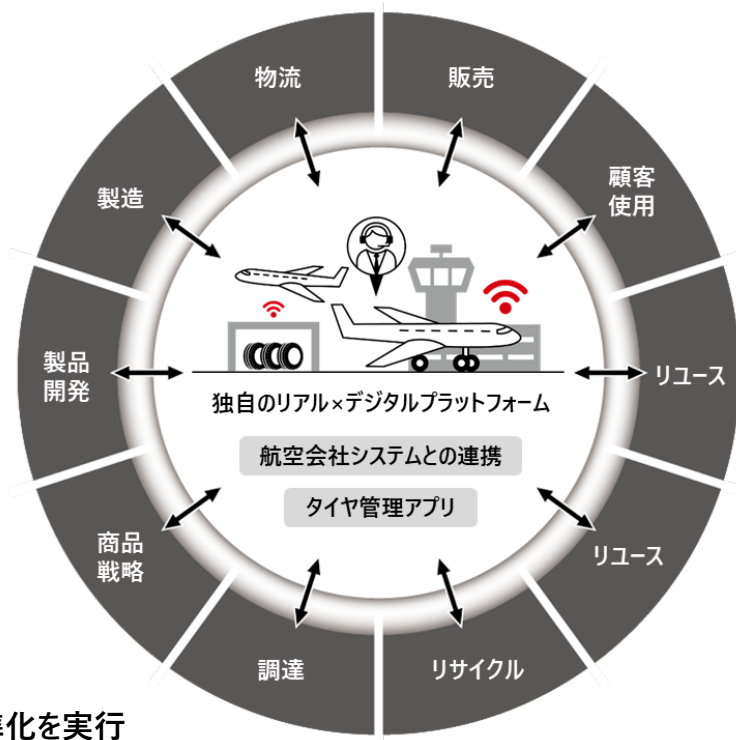 物流
販売
顧客
使用
リユース
リユース
リサイクル
調達
商品
戦略
製品
開発
製造
独自のリアル×デジタルプラットフォーム
航空会社システムとの連携
タイヤ管理アプリ
化を実行